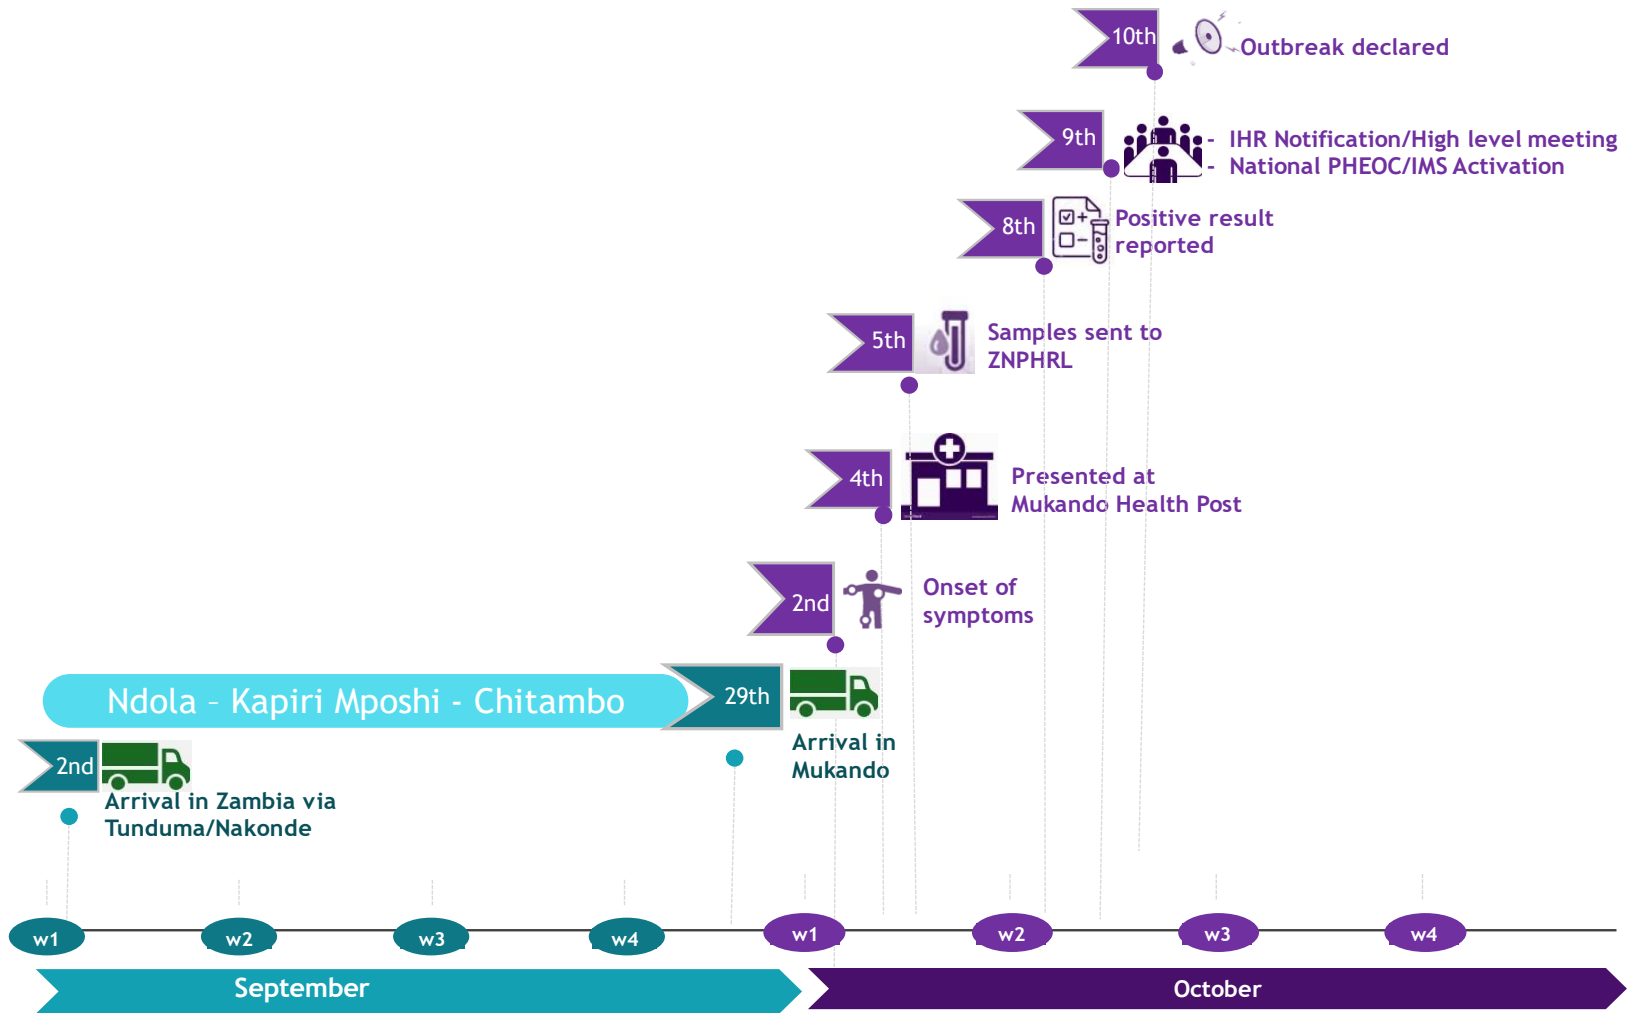 10th
Outbreak declared
9th
- IHR Notification/High level meeting
- National PHEOC/IMS Activation
8th
Positive result
reported
5th
Samples sent to
ZNPHRL
4th
Presented at
Mukando Health Post
2nd
Onset of
symptoms
Ndola – Kapiri Mposhi - Chitambo
29th
Arrival in
Mukando
2nd
Arrival in Zambia via
Tunduma/Nakonde
w1 w2 w3 w4 w1 w2 w3 w4
September October